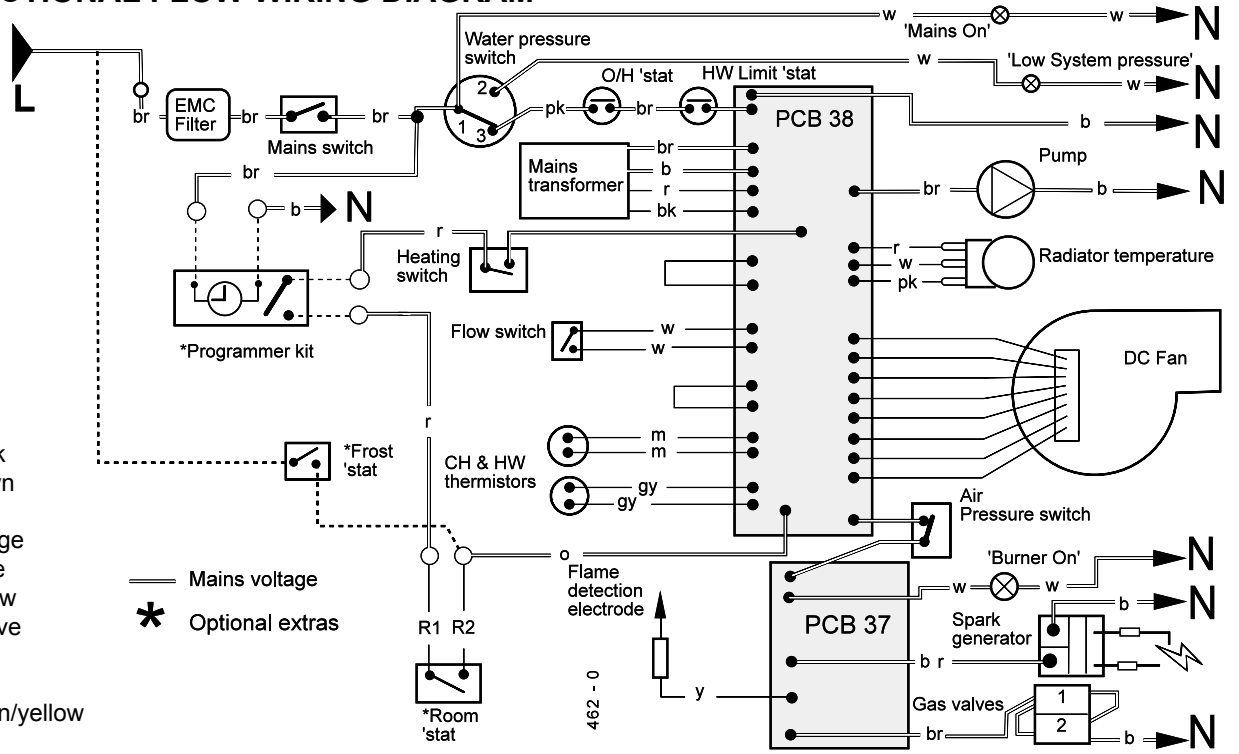 L
br
EMC
Filter
br
Mains switch
br
Water pressure
switch
1
2
3
w
'Mains On'
w
N
w
'Low System pressure'
w
N
O/H 'stat
HW Limit 'stat
pk
br
PCB 38
b
N
Mains
transformer
br
b
r
bk
br
Pump
b
N
br
b
N
r
Heating
switch
r
w
pk
Radiator temperature
*Programmer kit
Flow switch
w
w
DC Fan
r
*Frost
'stat
CH & HW
thermistors
m
m
gy
gy
Air
Pressure switch
o
Flame
detection
electrode
Mains voltage
* Optional extras
R1 R2
*Room
'stat
462 - 0
y
PCB 37
w
'Burner On'
w
N
Spark
generator
b
N
b r
Gas valves
1
2
br
b
N
n/yellow